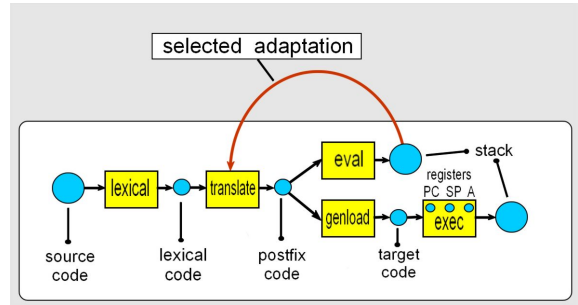 selected adaptation
eval
stack
lexical
translate
registers
PC SP A
genload
exec
source
code
lexical
code
postfix
code
target
code